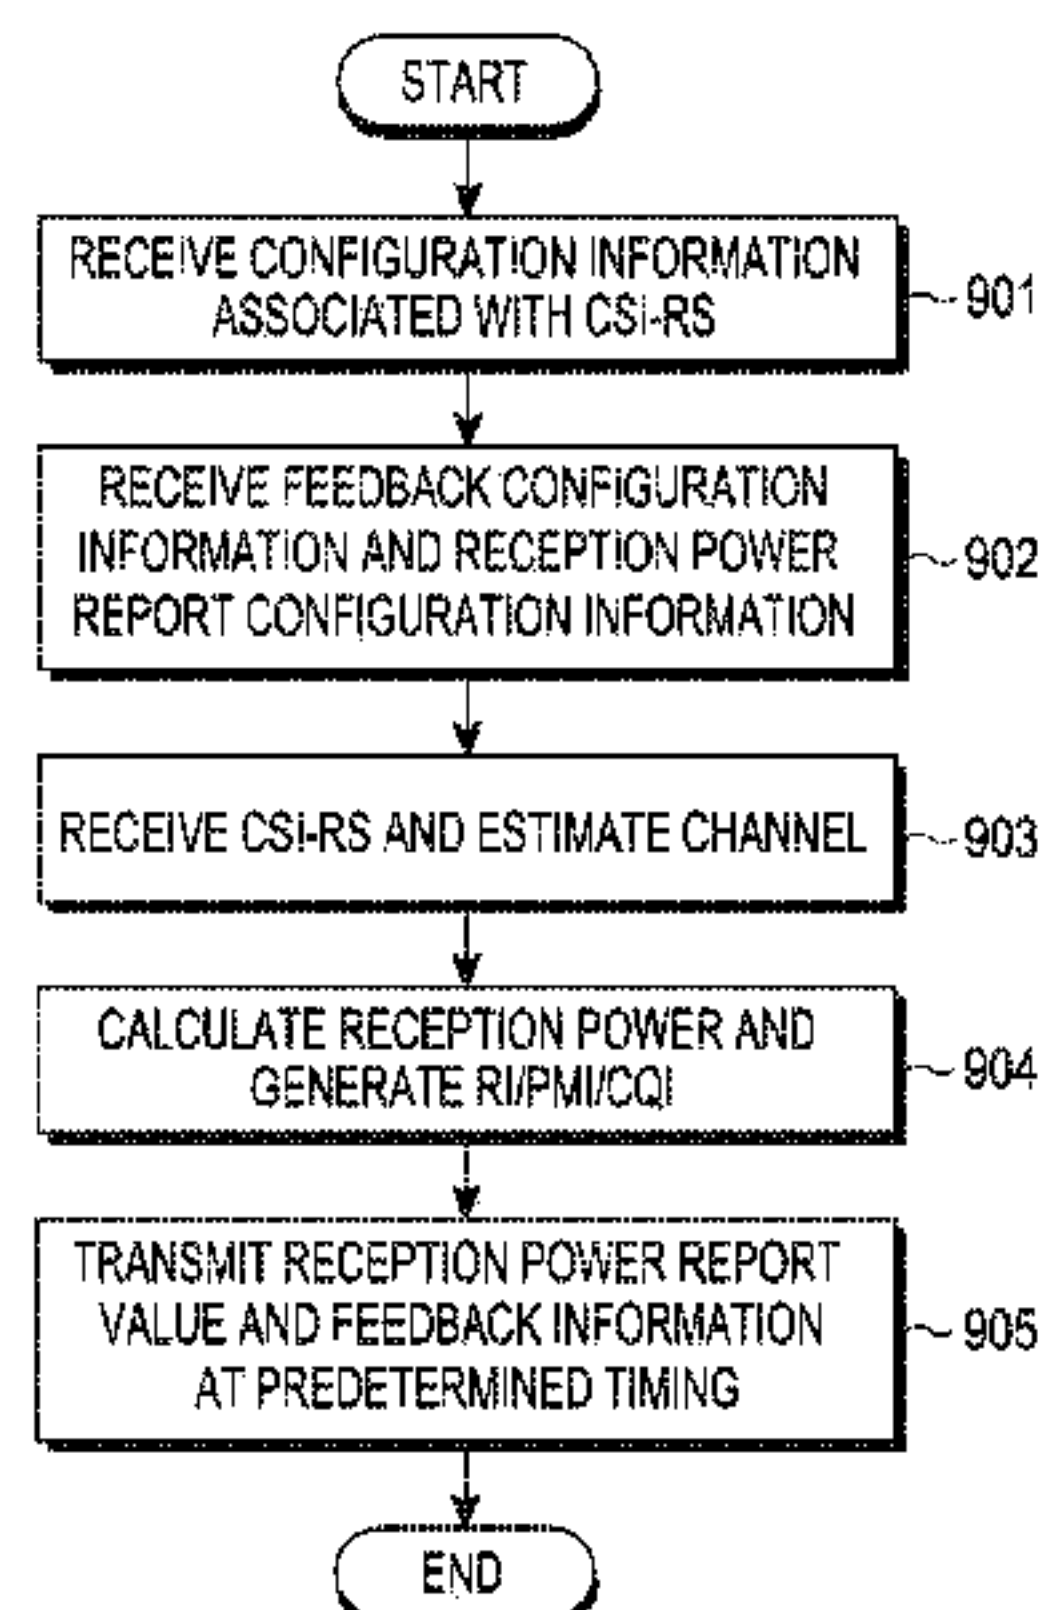 START
RECEIVE CONFIGURATION INFORMATION
ASSOCIATED WITH CSI-RS
901
RECEIVE FEEDBACK CONFIGURATION
INFORMATION AND RECEPTION POWER
REPORT CONFIGURATION INFORMATION
902
RECEIVE CSI-RS AND ESTIMATE CHANNEL
903
CALCULATE RECEPTION POWER AND
GENERATE RI/PMI/CQI
904
TRANSMIT RECEPTION POWER REPORT
VALUE AND FEEDBACK INFORMATION
AT PREDETERMINED TIMING
905
END